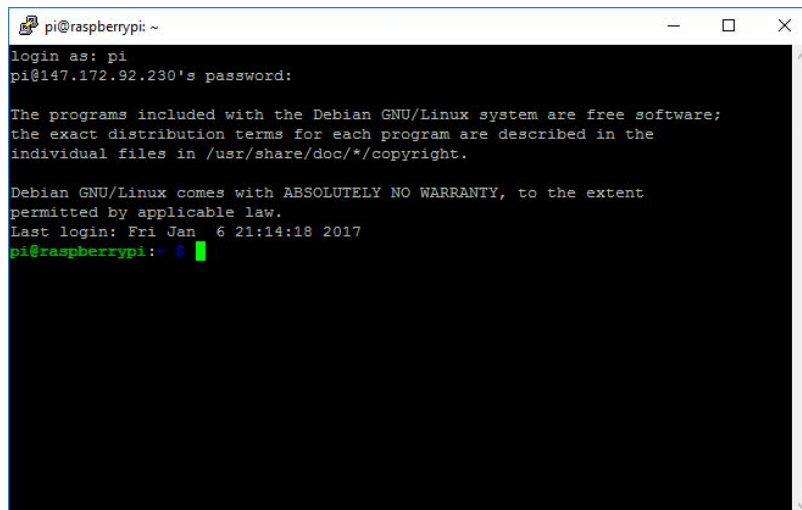 pi@raspberrypi: ~
login as: pi
pi@147.172.92.230's password:
The programs included with the Debian GNU/Linux system are free software;
the exact distribution terms for each program are described in the
individual files in /usr/share/doc/*/copyright.
Debian GNU/Linux comes with ABSOLUTELY NO WARRANTY, to the extent
permitted by applicable law.
Last login: Fri Jan  6 21:14:18 2017
pi@raspberrypi:~ $